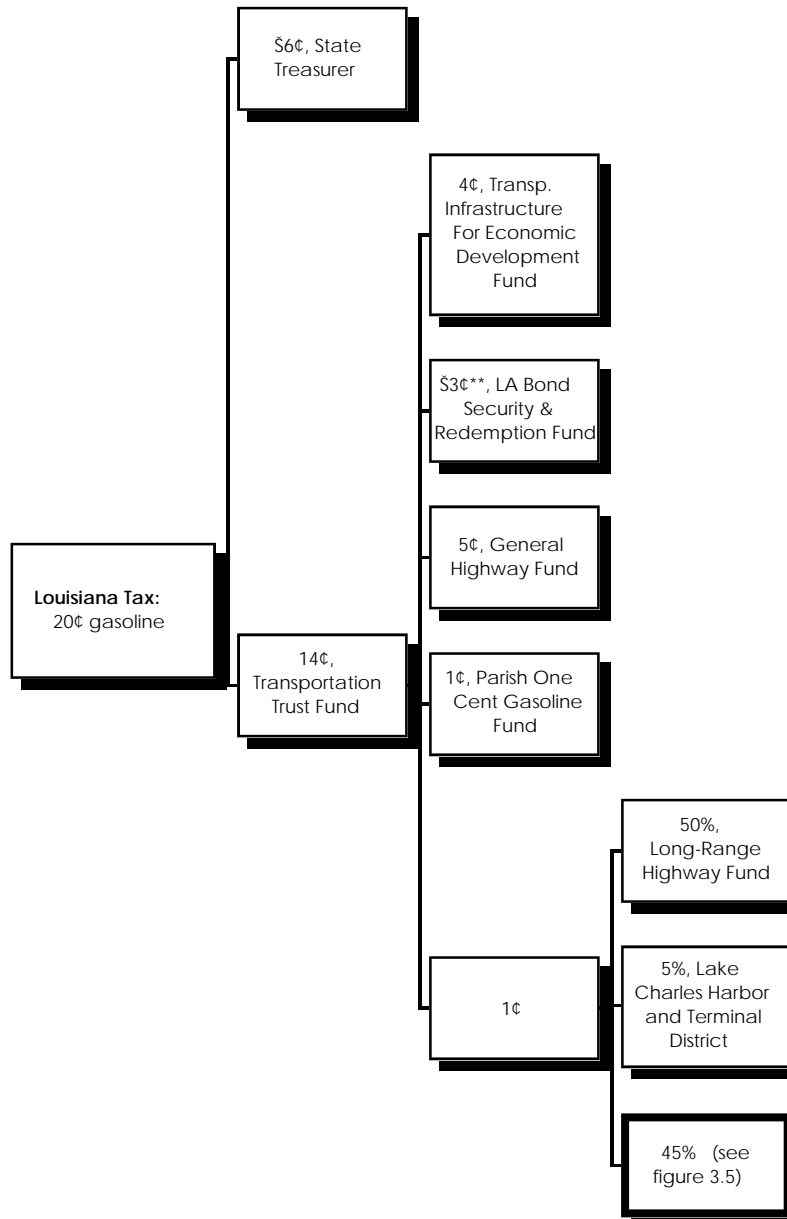 Š6¢, State
Treasurer
4¢, Transp.
Infrastructure
For Economic
Development
Fund
Š3¢**, LA Bond
Security &
Redemption Fund
5¢, General
Highway Fund
Louisiana Tax:
20¢ gasoline
14¢,
Transportation
Trust Fund
1¢, Parish One
Cent Gasoline
Fund
50%,
Long-Range
Highway Fund
1¢
5%, Lake
Charles Harbor
and Terminal
District
45% (see
figure 3.5)